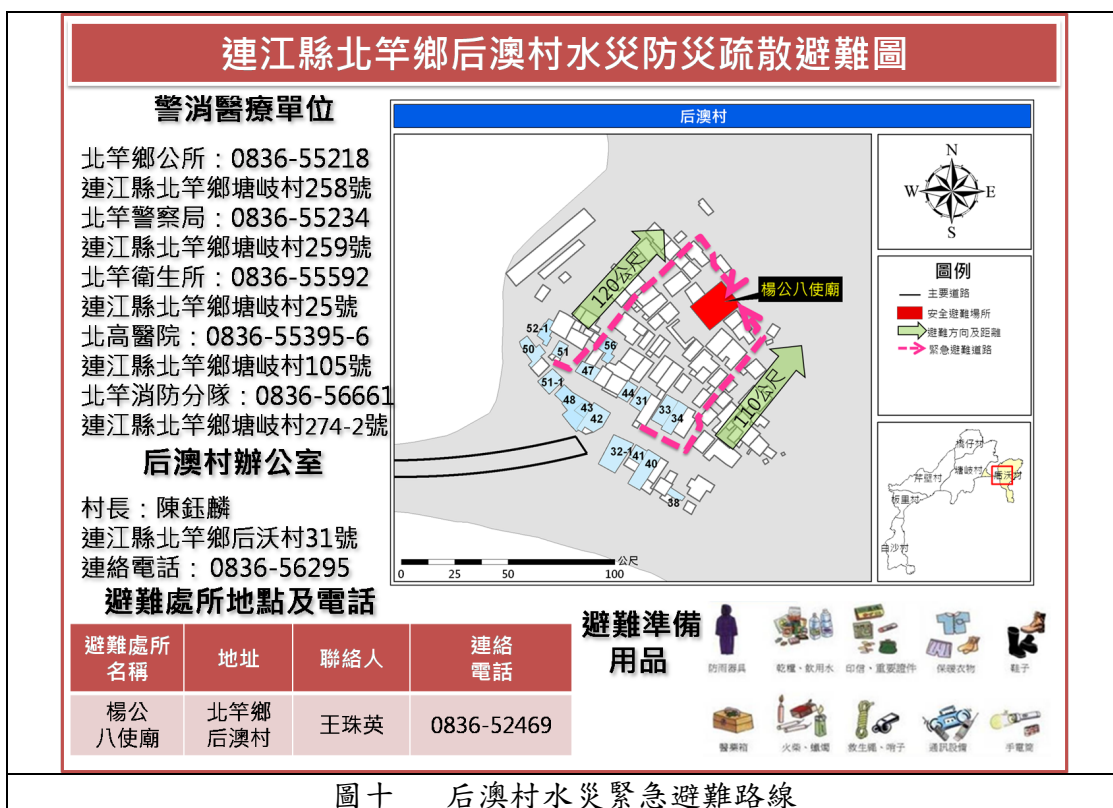 連江縣北竿鄉后澳村水災防災疏散避難圖
警消醫療單位
北竿鄉公所：0836-55218
連江縣北竿鄉塘岐村258號
北竿警察局：0836-55234
連江縣北竿鄉塘岐村259號
北竿衛生所：0836-55592
連江縣北竿鄉塘岐村25號
北高醫院：0836-55395-6
連江縣北竿鄉塘岐村105號
北竿消防分隊：0836-56661
連江縣北竿鄉塘岐村274-2號
后澳村辦公室
村長：陳鈺麟
連江縣北竿鄉后沃村31號
連絡電話： 0836-56295
后澳村
120公尺
楊公八使廟
110公尺
52-1
50
51
56
51-1
47
48
43
42
44
31
33
34
32-1
41
40
38
0 25 50 100 公尺
N
W E
S
圖例
主要道路
安全避難場所
避難方向及距離
緊急避難道路
橋仔村
塘岐村
后沃村
芹壁村
板里村
白沙村
避難處所地點及電話
避難處所名稱 地址 聯絡人 連絡電話
楊公八使廟 北竿鄉后澳村 王珠英 0836-52469
避難準備用品
防雨器具 乾糧、飲用水 印信、重要證件 保暖衣物 鞋子
醫藥箱 火柴、蠟燭 救生繩、哨子 通訊設備 手電筒
圖十 后澳村水災緊急避難路線